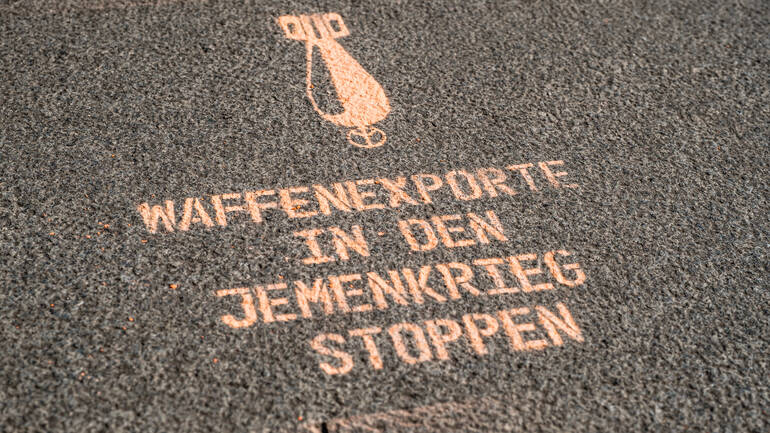 WAFFENEXPORTE
IN DEN
JEMENKRIEG
STOPPEN